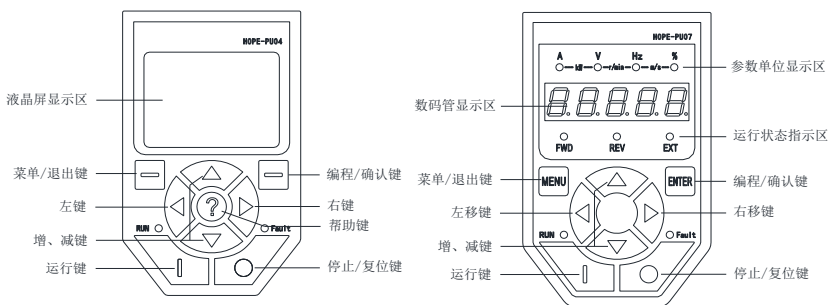 HOPE-PU04
液晶屏显示区
菜单/退出键
编程/确认键
左键
右键
?
帮助键
RUN
Fault
增、减键
运行键
停止/复位键
HOPE-PU07
A V Hz %
kW r/min m/s
参数单位显示区
数码管显示区
8.8.8.8.8.
运行状态指示区
FWD REV EXT
菜单/退出键
MENU
ENTER
编程/确认键
左移键
右移键
RUN
Fault
增、减键
运行键
停止/复位键